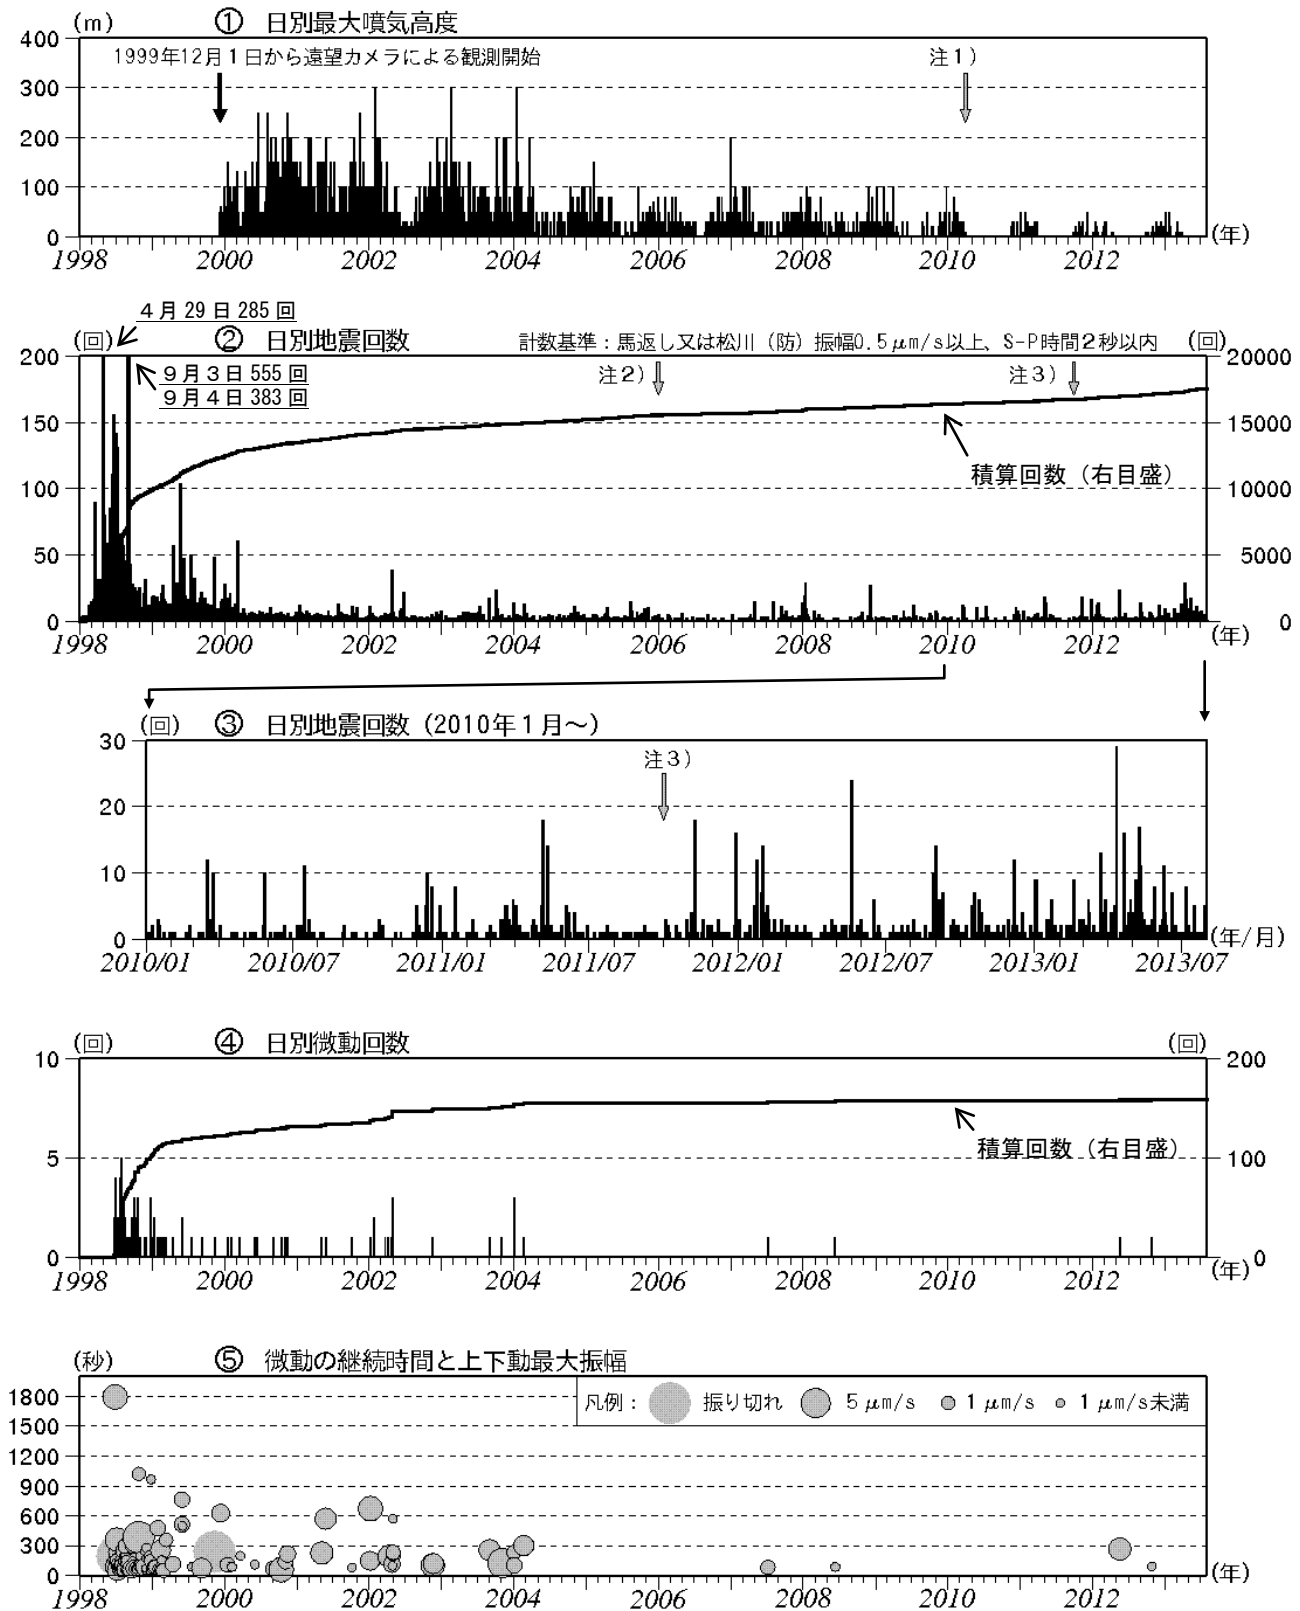 (m) ① 日別最大噴気高度
400
1999年12月1日から遠望カメラによる観測開始 注1)
300
200
100
0
1998 2000 2002 2004 2006 2008 2010 2012 (年)
4月29日285回
(回) ② 日別地震回数 計数基準：馬返し又は松川（防）振幅0.5μm/s以上、S-P時間2秒以内 (回)
200 20000
9月3日555回 注2) 注3)
9月4日383回
150 15000
積算回数（右目盛）
100 10000
50 5000
0 0
1998 2000 2002 2004 2006 2008 2010 2012 (年)
(回) ③ 日別地震回数（2010年1月～）
30
注3)
20
10
0
2010/01 2010/07 2011/01 2011/07 2012/01 2012/07 2013/01 2013/07 (年/月)
(回) ④ 日別微動回数 (回)
10 200
積算回数（右目盛）
5 100
0 0
1998 2000 2002 2004 2006 2008 2010 2012 (年)
(秒) ⑤ 微動の継続時間と上下動最大振幅
凡例： 振り切れ 5 μm/s 1 μm/s 1 μm/s未満
1800
1500
1200
900
600
300
0
1998 2000 2002 2004 2006 2008 2010 2012 (年)